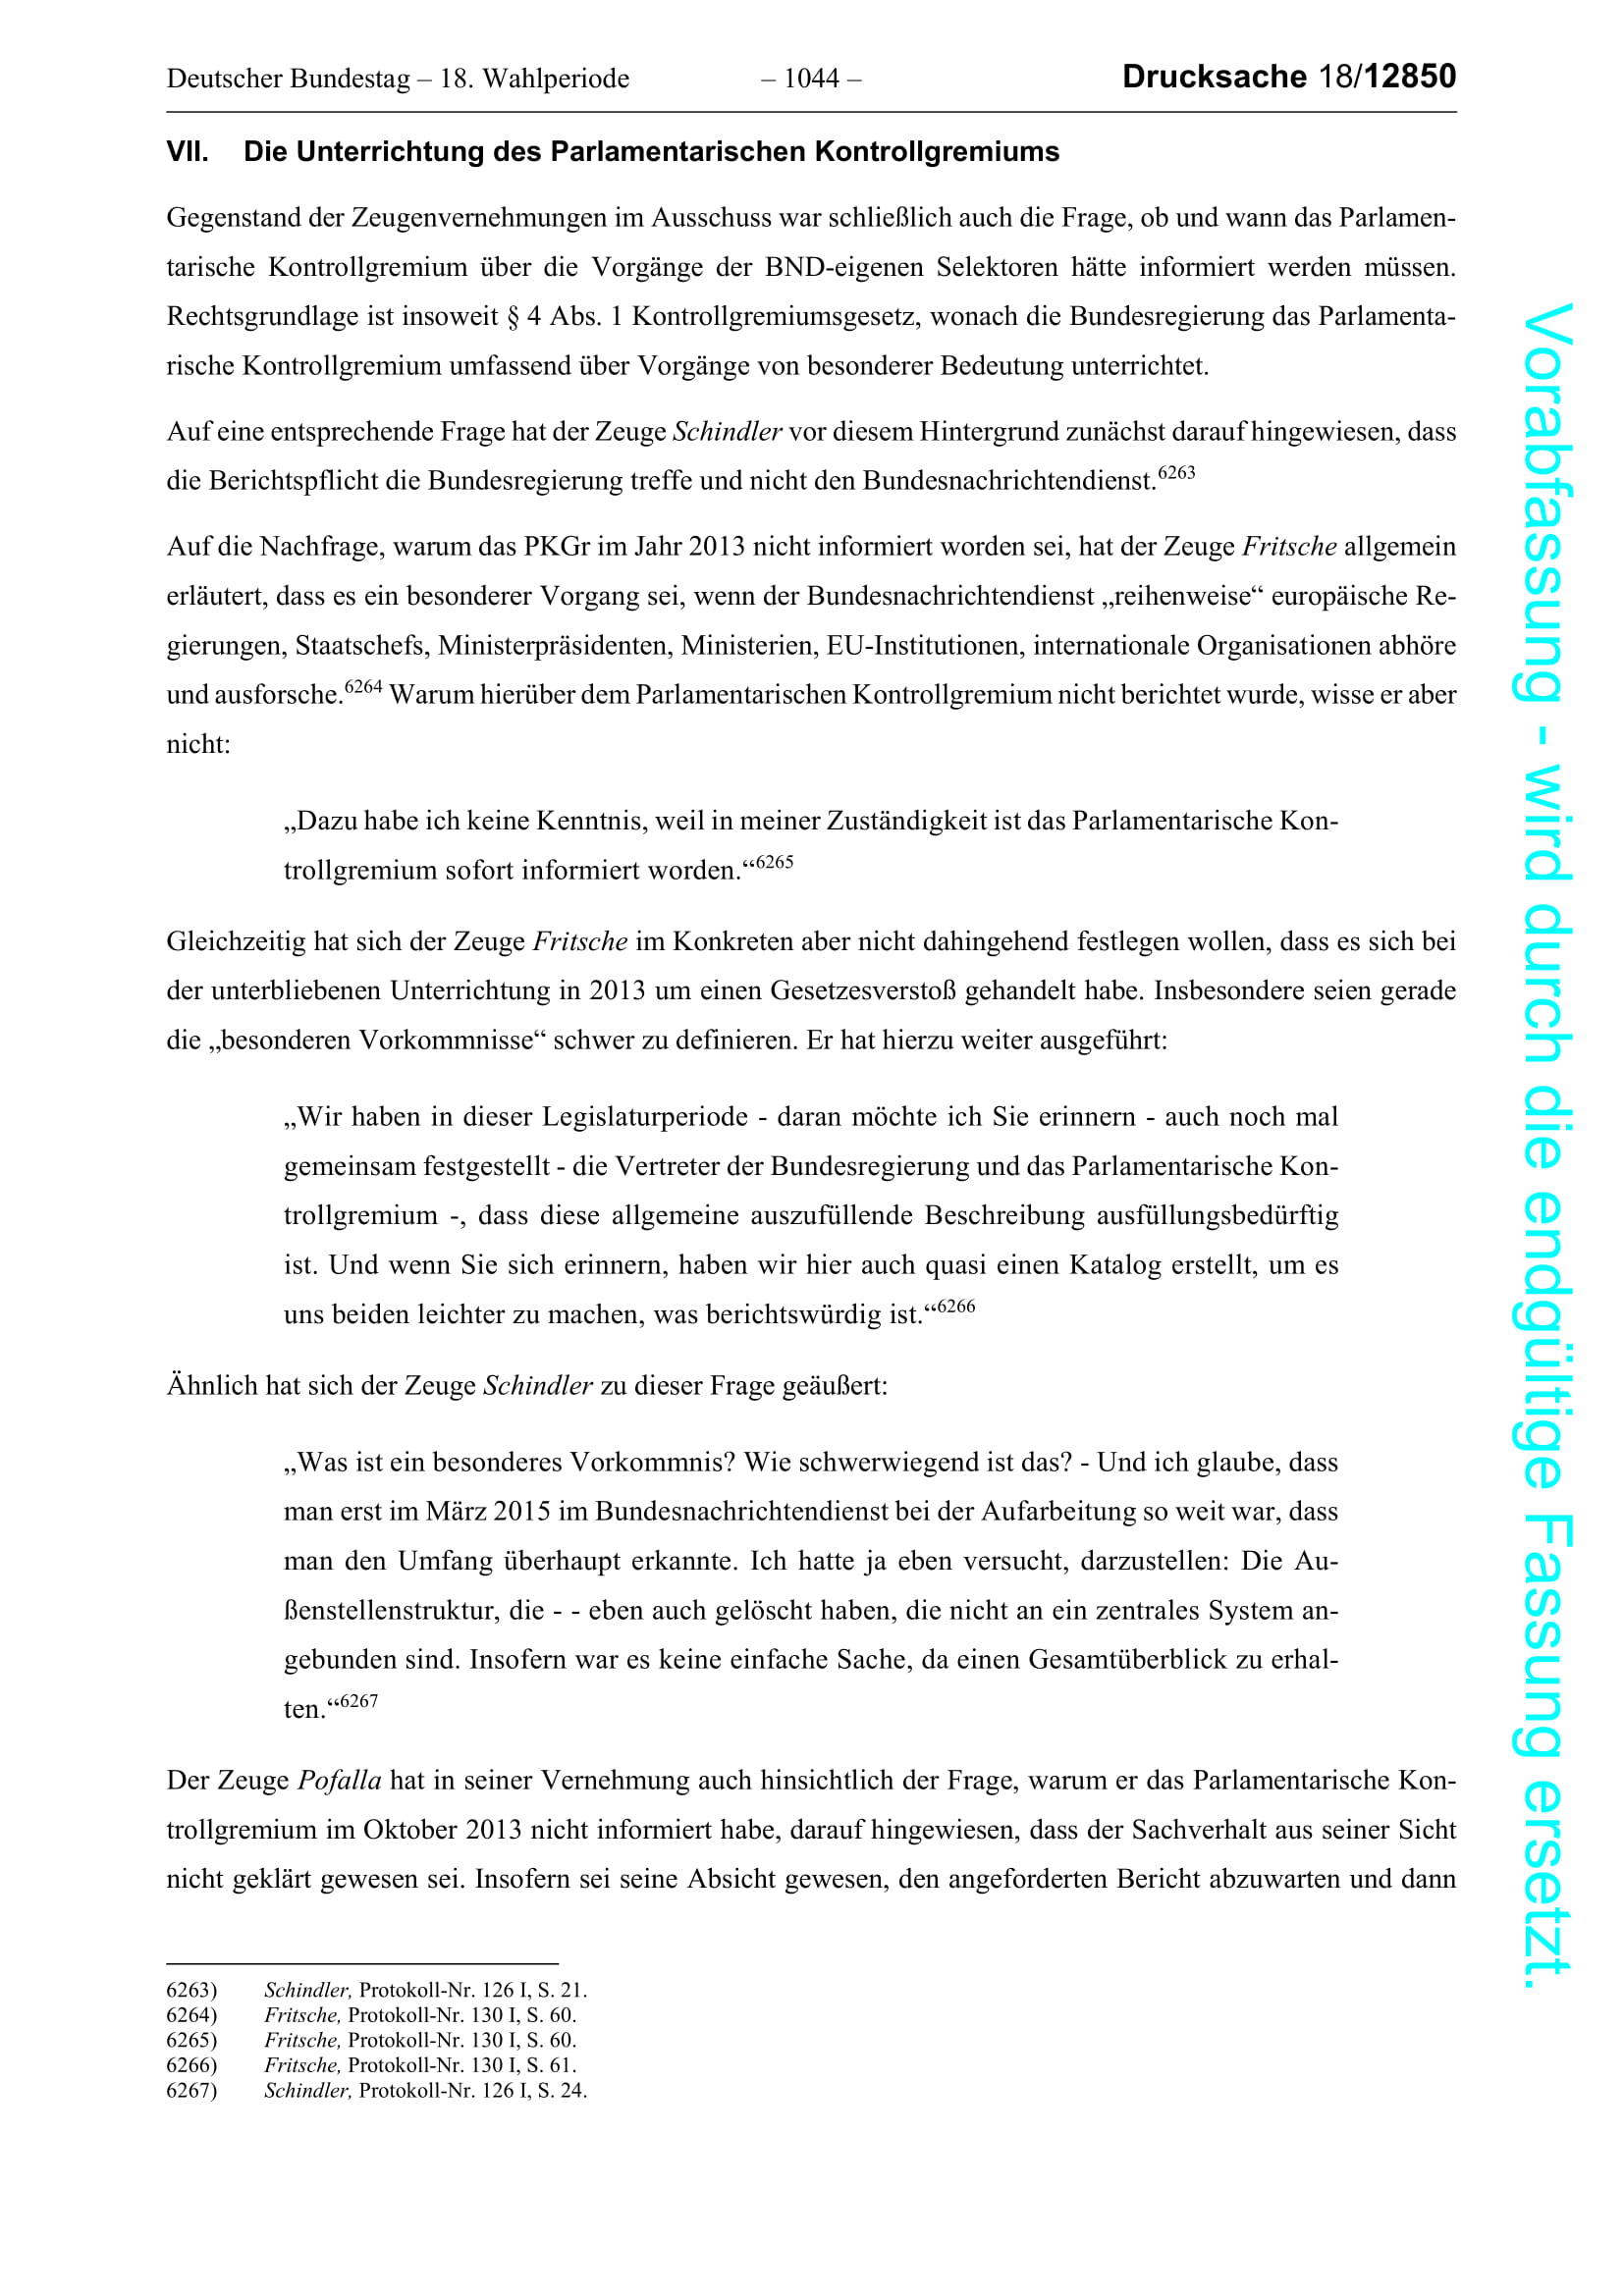 Deutscher Bundestag – 18. Wahlperiode – 1044 – Drucksache 18/12850
VII. Die Unterrichtung des Parlamentarischen Kontrollgremiums
Gegenstand der Zeugenvernehmungen im Ausschuss war schließlich auch die Frage, ob und wann das Parlamen-
tarische Kontrollgremium über die Vorgänge der BND-eigenen Selektoren hätte informiert werden müssen.
Rechtsgrundlage ist insoweit § 4 Abs. 1 Kontrollgremiumsgesetz, wonach die Bundesregierung das Parlamenta-
rische Kontrollgremium umfassend über Vorgänge von besonderer Bedeutung unterrichtet.
Auf eine entsprechende Frage hat der Zeuge Schindler vor diesem Hintergrund zunächst darauf hingewiesen, dass
die Berichtspflicht die Bundesregierung treffe und nicht den Bundesnachrichtendienst.6263
Auf die Nachfrage, warum das PKGr im Jahr 2013 nicht informiert worden sei, hat der Zeuge Fritsche allgemein
erläutert, dass es ein besonderer Vorgang sei, wenn der Bundesnachrichtendienst „reihenweise“ europäische Re-
gierungen, Staatschefs, Ministerpräsidenten, Ministerien, EU-Institutionen, internationale Organisationen abhöre
und ausforsche.6264 Warum hierüber dem Parlamentarischen Kontrollgremium nicht berichtet wurde, wisse er aber
nicht:
„Dazu habe ich keine Kenntnis, weil in meiner Zuständigkeit ist das Parlamentarische Kon-
trollgremium sofort informiert worden.“6265
Gleichzeitig hat sich der Zeuge Fritsche im Konkreten aber nicht dahingehend festlegen wollen, dass es sich bei
der unterbliebenen Unterrichtung in 2013 um einen Gesetzesverstoß gehandelt habe. Insbesondere seien gerade
die „besonderen Vorkommnisse“ schwer zu definieren. Er hat hierzu weiter ausgeführt:
„Wir haben in dieser Legislaturperiode - daran möchte ich Sie erinnern - auch noch mal
gemeinsam festgestellt - die Vertreter der Bundesregierung und das Parlamentarische Kon-
trollgremium -, dass diese allgemeine auszufüllende Beschreibung ausfüllungsbedürftig
ist. Und wenn Sie sich erinnern, haben wir hier auch quasi einen Katalog erstellt, um es
uns beiden leichter zu machen, was berichtswürdig ist.“6266
Ähnlich hat sich der Zeuge Schindler zu dieser Frage geäußert:
„Was ist ein besonderes Vorkommnis? Wie schwerwiegend ist das? - Und ich glaube, dass
man erst im März 2015 im Bundesnachrichtendienst bei der Aufarbeitung so weit war, dass
man den Umfang überhaupt erkannte. Ich hatte ja eben versucht, darzustellen: Die Au-
ßenstellenstruktur, die - - eben auch gelöscht haben, die nicht an ein zentrales System an-
gebunden sind. Insofern war es keine einfache Sache, da einen Gesamtüberblick zu erhal-
ten.“6267
Der Zeuge Pofalla hat in seiner Vernehmung auch hinsichtlich der Frage, warum er das Parlamentarische Kon-
trollgremium im Oktober 2013 nicht informiert habe, darauf hingewiesen, dass der Sachverhalt aus seiner Sicht
nicht geklärt gewesen sei. Insofern sei seine Absicht gewesen, den angeforderten Bericht abzuwarten und dann
6263) Schindler, Protokoll-Nr. 126 I, S. 21.
6264) Fritsche, Protokoll-Nr. 130 I, S. 60.
6265) Fritsche, Protokoll-Nr. 130 I, S. 60.
6266) Fritsche, Protokoll-Nr. 130 I, S. 61.
6267) Schindler, Protokoll-Nr. 126 I, S. 24.
Vorabfassung - wird durch die endgültige Fassung ersetzt.